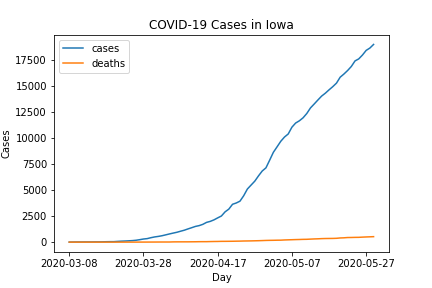 COVID-19 Cases in Iowa
cases
deaths
17500
15000
12500
10000
7500
5000
2500
0
Cases
2020-03-08 2020-03-28 2020-04-17 2020-05-07 2020-05-27
Day